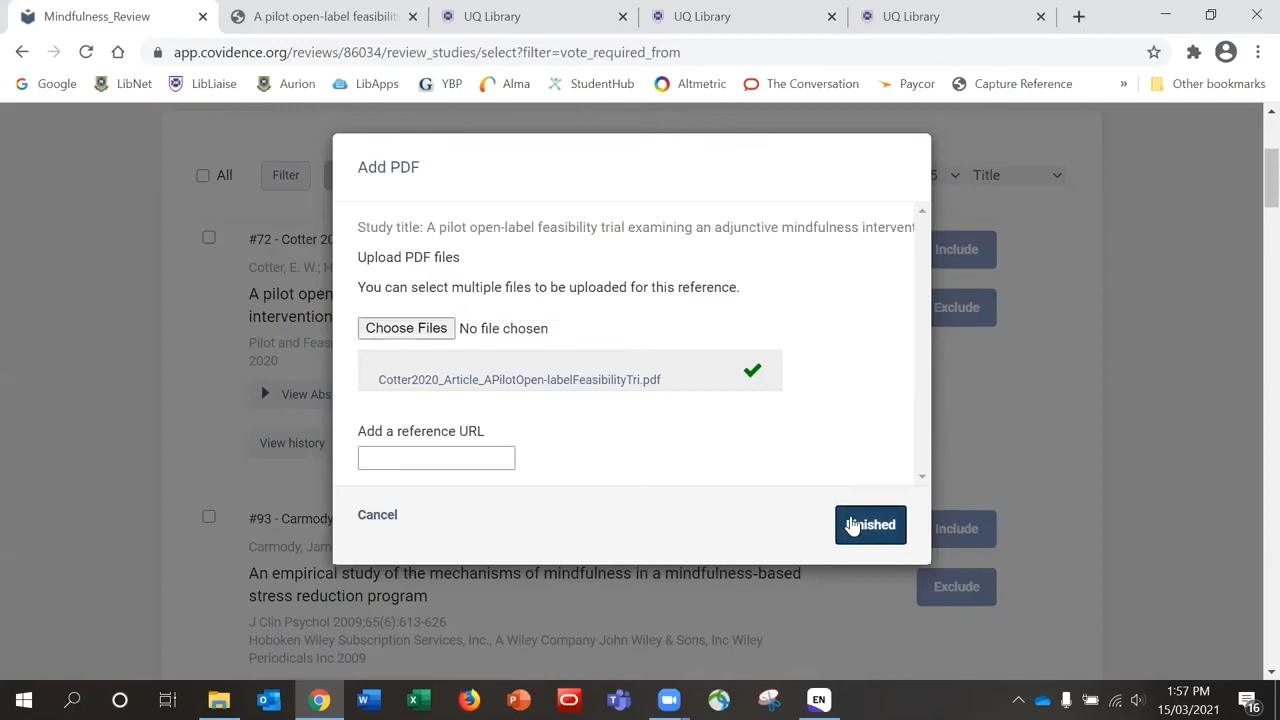 Mindfulness_Review
A pilot open-label feasibilit
UQ Library
UQ Library
UQ Library
app.covidence.org/reviews/86034/review_studies/select?filter=vote_required_from
Google
LibNet
LibLiaise
Aurion
LibApps
YBP
Alma
StudentHub
Altmetric
The Conversation
Paycor
Capture Reference
»
Other bookmarks
All
Filter
5
Title
Add PDF
Study title: A pilot open-label feasibility trial examining an adjunctive mindfulness intervent
Upload PDF files
You can select multiple files to be uploaded for this reference.
Choose Files No file chosen
Cotter2020_Article_APilotOpen-labelFeasibilityTri.pdf
Add a reference URL
Cancel
#72 - Cotter 20
Cotter, E. W.; H
A pilot open
intervention
Pilot and Feas
2020
View Abs
View history
Include
Exclude
#93 - Carmody
Carmody, Jam
An empirical study of the mechanisms of mindfulness in a mindfulness-based
stress reduction program
J Clin Psychol 2009;65(6):613-626
Hoboken Wiley Subscription Services, Inc., A Wiley Company John Wiley & Sons, Inc Wiley
Periodicals Inc 2009
Include
Exclude
EN
1:57 PM
15/03/2021
16